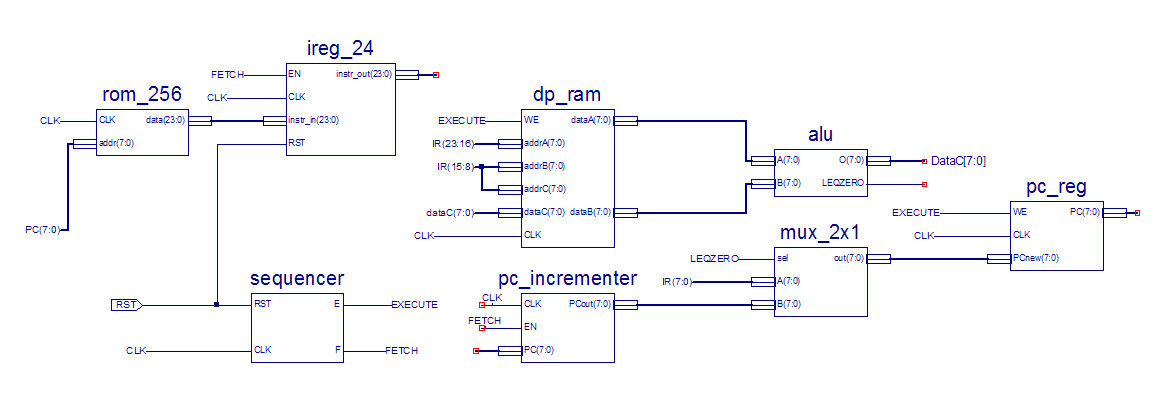 ireg_24
FETCH
EN
instr_out(23:0)
CLK
CLK
instr_in(23:0)
RST
rom_256
CLK
CLK
data(23:0)
addr(7:0)
PC(7:0)
dp_ram
EXECUTE
WE
dataA(7:0)
IR(23:16)
addrA(7:0)
IR(15:8)
addrB(7:0)
addrC(7:0)
dataC(7:0)
dataC(7:0)
dataB(7:0)
CLK
CLK
alu
A(7:0)
O(7:0)
DataC[7:0]
B(7:0)
LEQZERO
pc_reg
EXECUTE
WE
PC(7:0)
CLK
CLK
PCnew(7:0)
mux_2x1
LEQZERO
sel
out(7:0)
IR(7:0)
A(7:0)
B(7:0)
sequencer
RST
RST
E
EXECUTE
CLK
CLK
F
FETCH
pc_incrementer
CLK
CLK
PCout(7:0)
FETCH
EN
PC(7:0)